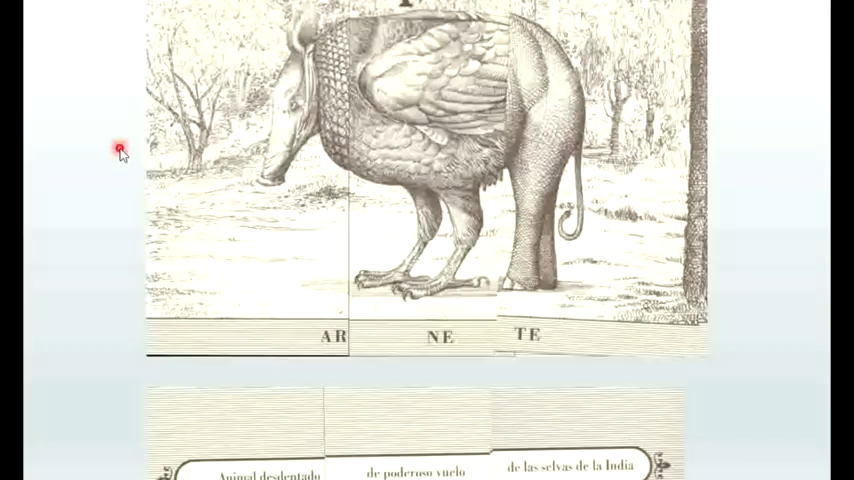 AR NE TE
Animal desdentado de poderoso vuelo de las selvas de la India